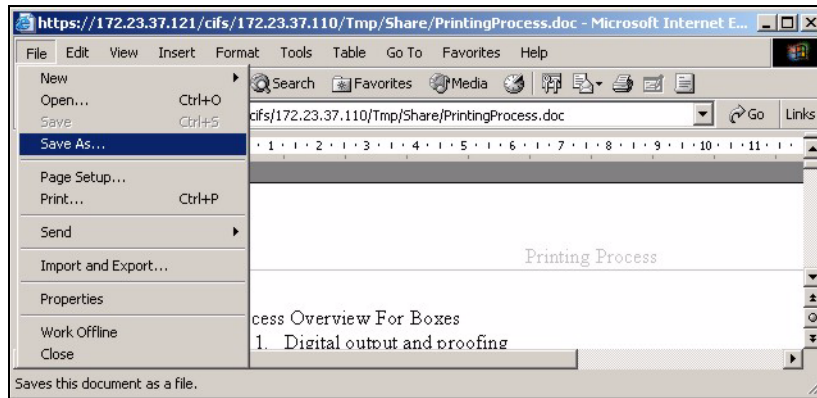 https://172.23.37.121/cifs/172.23.37.110/Tmp/Share/PrintingProcess.doc - Microsoft Internet E...
File Edit View Insert Format Tools Table Go To Favorites Help
Search Favorites Media
cifs/172.23.37.110/Tmp/Share/PrintingProcess.doc Go Links
New
Open... Ctrl+O
Save Ctrl+S
Save As...
Page Setup...
Print... Ctrl+P
Send
Import and Export...
Properties
Work Offline
Close
1 2 3 4 5 6 7 8 9 10 11
Printing Process
cess Overview For Boxes
1. Digital output and proofing
Saves this document as a file.